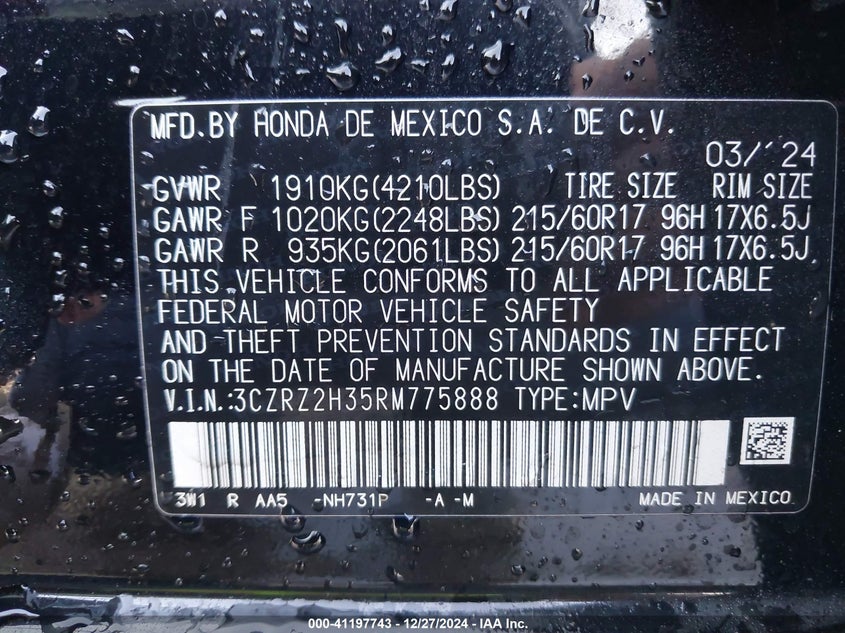 MFD.BY HONDA DE MEXICO S.A. DE C.V.
03/'24
GVWR 1910KG(4210LBS) TIRE SIZE RIM SIZE
GAWR F 1020KG(2248LBS) 215/60R17 96H 17X6.5J
GAWR R 935KG(2061LBS) 215/60R17 96H 17X6.5J
THIS VEHICLE CONFORMS TO ALL APPLICABLE
FEDERAL MOTOR VEHICLE SAFETY
AND THEFT PREVENTION STANDARDS IN EFFECT
ON THE DATE OF MANUFACTURE SHOWN ABOVE.
V.I.N.:3CZRZ2H35RM775888 TYPE:MPV
3W1 R AA5 -NH731P -A -M MADE IN MEXICO
000-41197743 - 12/27/2024 - IAA Inc.